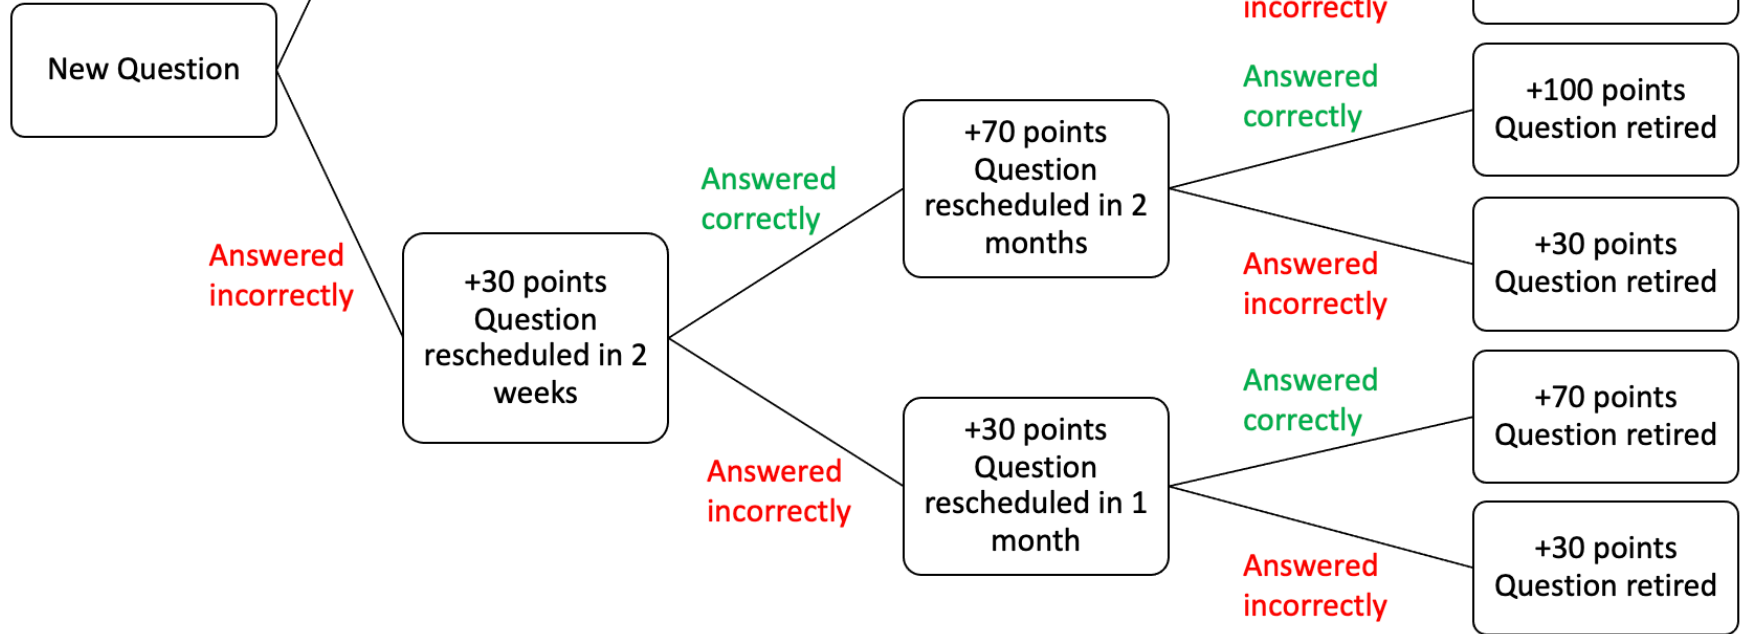 incorrectly
New Question
Answered
correctly
+100 points
Question retired
+70 points
Question
rescheduled in 2
months
Answered
correctly
Answered
incorrectly
+30 points
Question retired
Answered
incorrectly
+30 points
Question
rescheduled in 2
weeks
Answered
correctly
+70 points
Question retired
Answered
incorrectly
+30 points
Question
rescheduled in 1
month
Answered
incorrectly
+30 points
Question retired